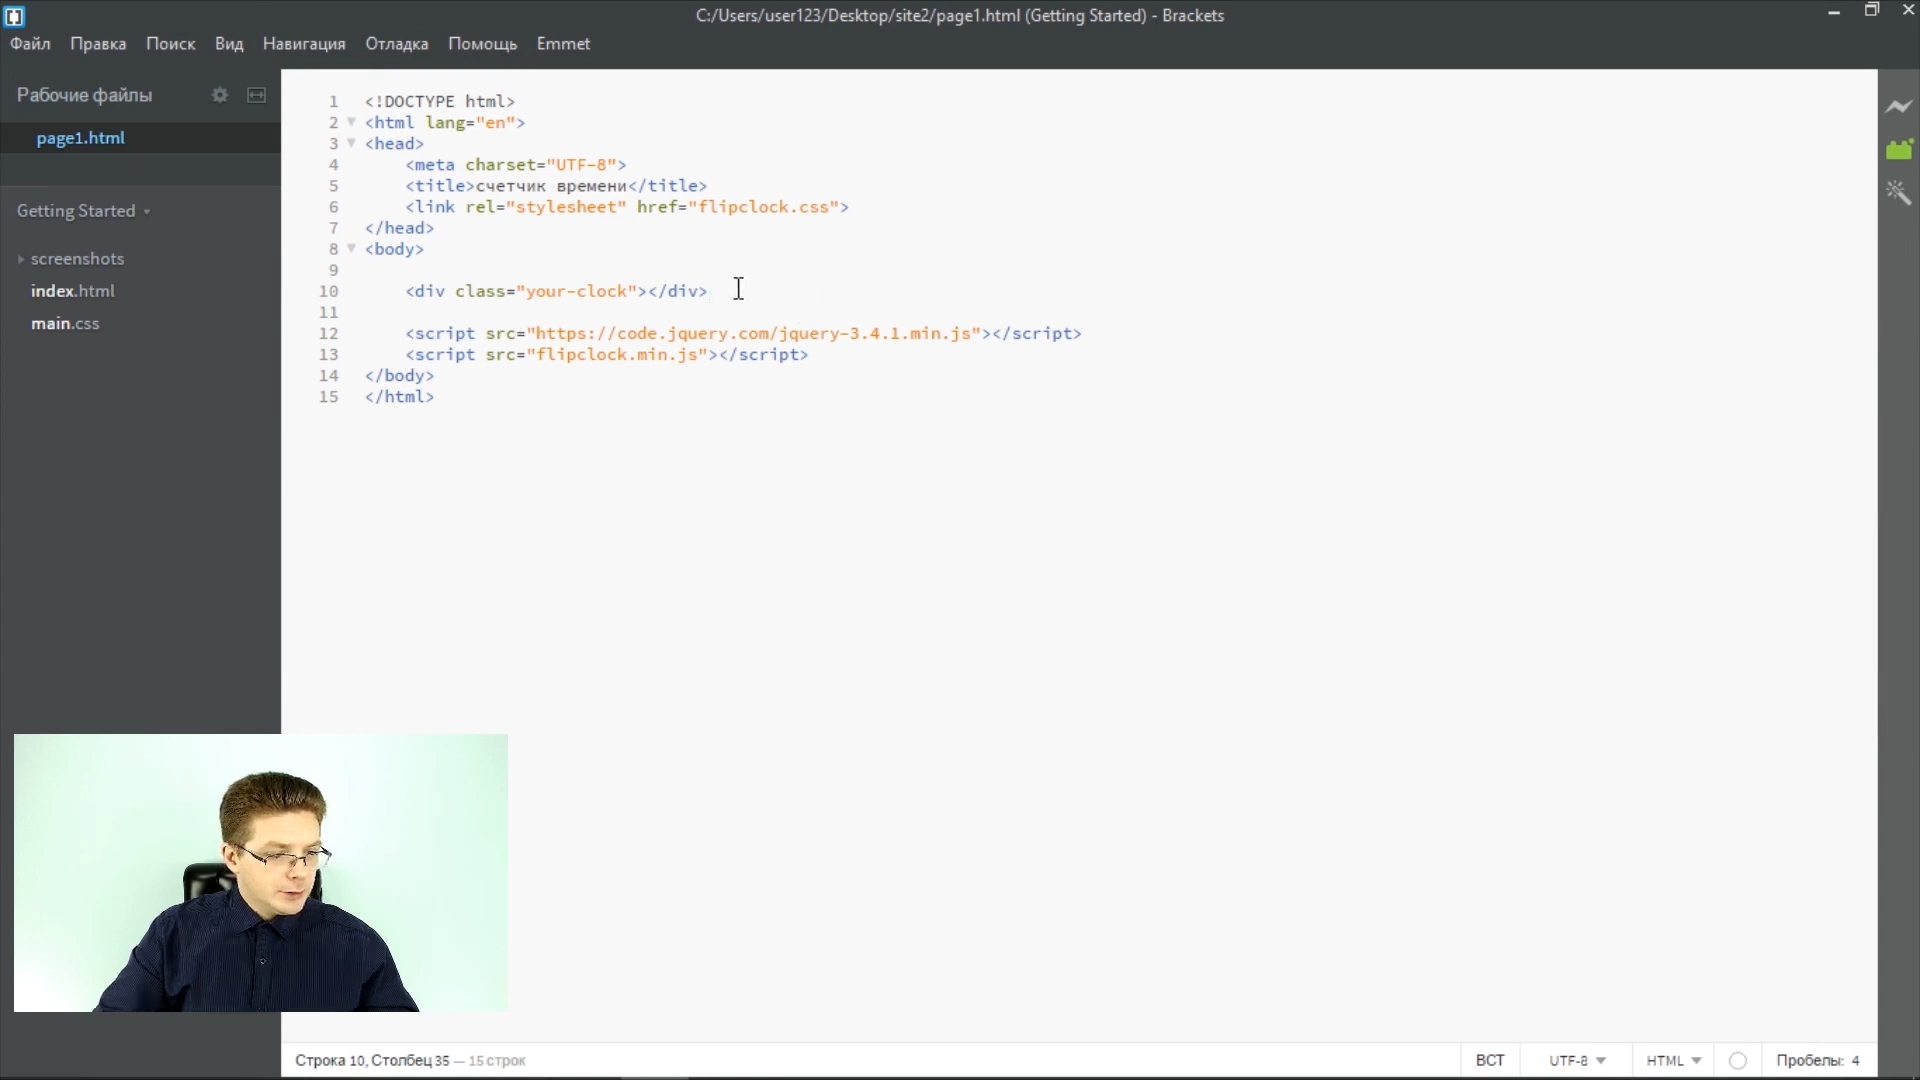 C:/Users/user123/Desktop/site2/page1.html (Getting Started) - Brackets
Файл Правка Поиск Вид Навигация Отладка Помощь Emmet
Рабочие файлы
page1.html
Getting Started
screenshots
index.html
main.css
1 <!DOCTYPE html>
2 <html lang="en">
3 <head>
4 <meta charset="UTF-8">
5 <title>счетчик времени</title>
6 <link rel="stylesheet" href="flipclock.css">
7 </head>
8 <body>
9
10 <div class="your-clock"></div>
11
12 <script src="https://code.jquery.com/jquery-3.4.1.min.js"></script>
13 <script src="flipclock.min.js"></script>
14 </body>
15 </html>
Строка 10, Столбец 35 — 15 строк
ВСТ UTF-8 HTML Пробелы: 4